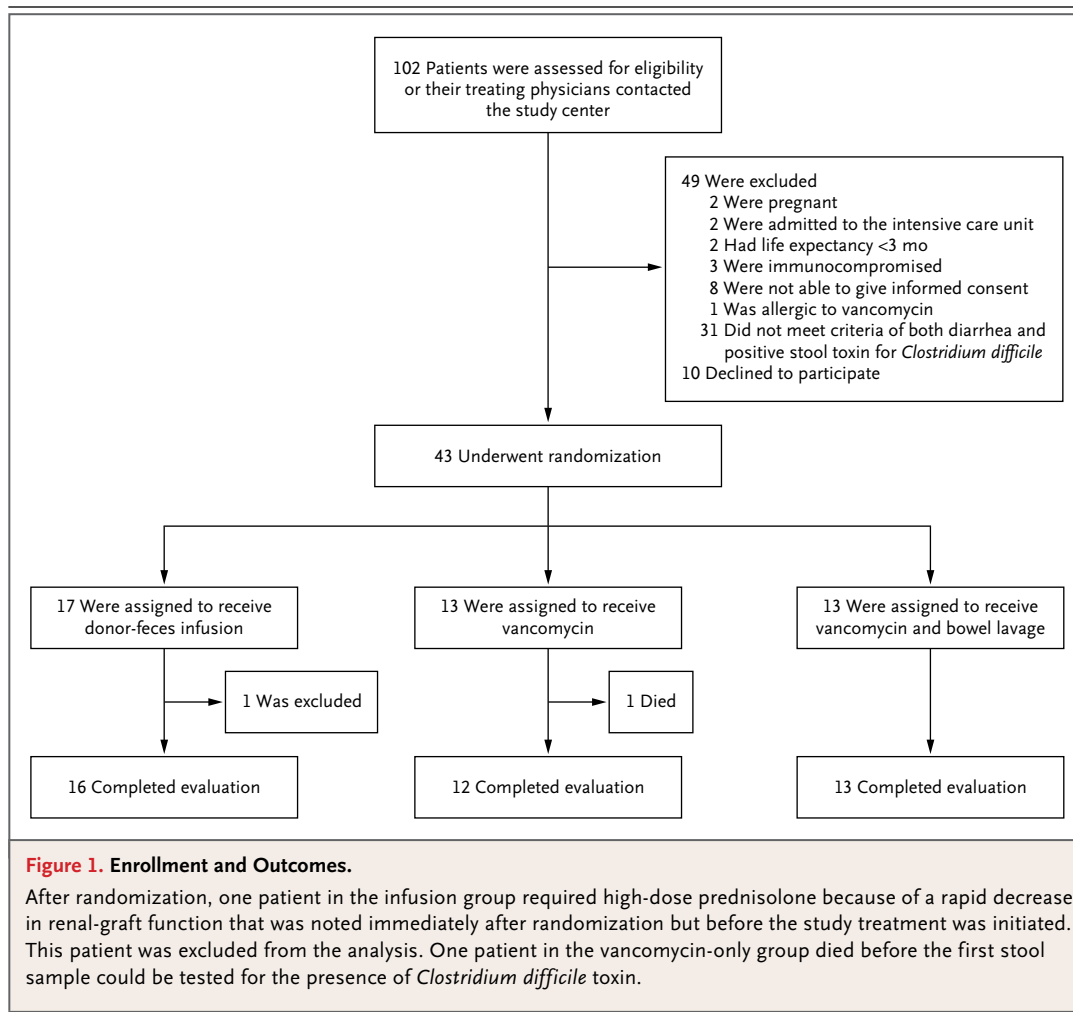 102 Patients were assessed for eligibility
or their treating physicians contacted
the study center
49 Were excluded
2 Were pregnant
2 Were admitted to the intensive care unit
2 Had life expectancy <3 mo
3 Were immunocompromised
8 Were not able to give informed consent
1 Was allergic to vancomycin
31 Did not meet criteria of both diarrhea and
positive stool toxin for Clostridium difficile
10 Declined to participate
43 Underwent randomization
17 Were assigned to receive
donor-feces infusion
13 Were assigned to receive
vancomycin
13 Were assigned to receive
vancomycin and bowel lavage
1 Was excluded
1 Died
16 Completed evaluation
12 Completed evaluation
13 Completed evaluation
Figure 1. Enrollment and Outcomes.
After randomization, one patient in the infusion group required high-dose prednisolone because of a rapid decrease
in renal-graft function that was noted immediately after randomization but before the study treatment was initiated.
This patient was excluded from the analysis. One patient in the vancomycin-only group died before the first stool
sample could be tested for the presence of Clostridium difficile toxin.